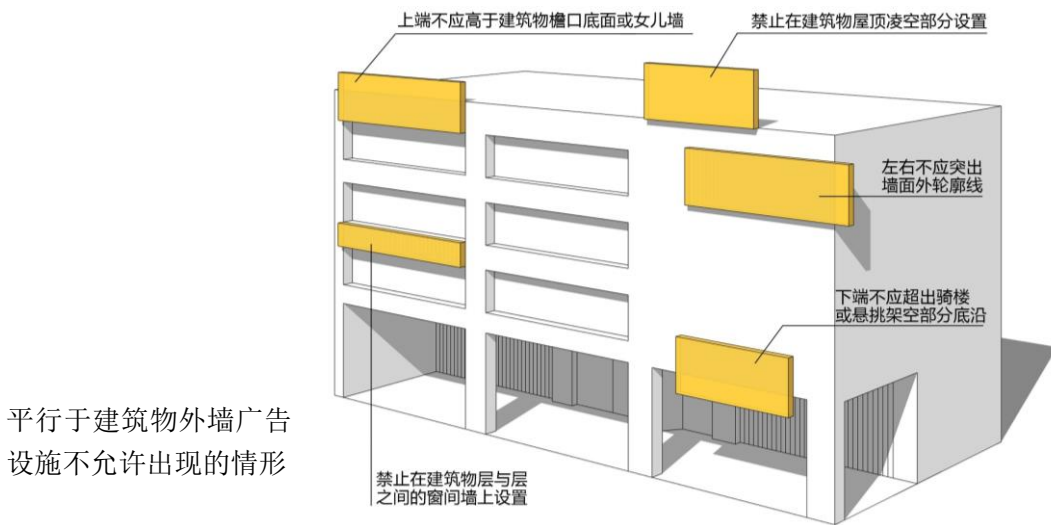 上端不应高于建筑物檐口底面或女儿墙
禁止在建筑物屋顶凌空部分设置
左右不应突出
墙面外轮廓线
下端不应超出骑楼
或悬挑架空部分底沿
平行于建筑物外墙广告
设施不允许出现的情形
禁止在建筑物层与层
之间的窗间墙上设置